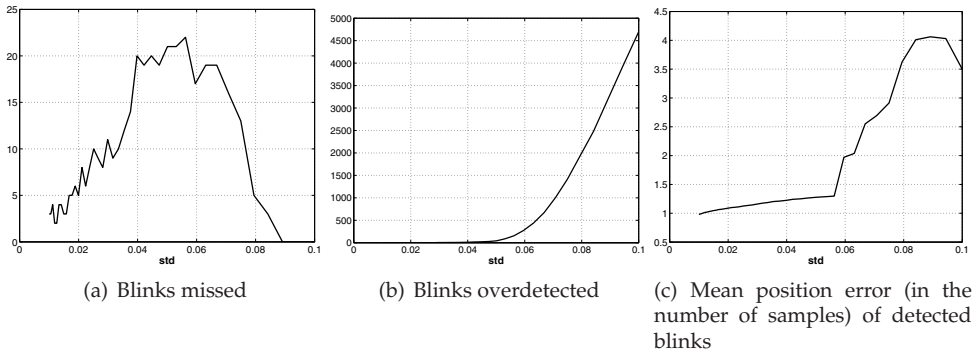 25
20
15
10
5
0
0 0.02 0.04 0.06 0.08 0.1
std
(a) Blinks missed
5000
4500
4000
3500
3000
2500
2000
1500
1000
500
0
0 0.02 0.04 0.06 0.08 0.1
std
(b) Blinks overdetected
4.5
4
3.5
3
2.5
2
1.5
1
0.5
0 0.02 0.04 0.06 0.08 0.1
std
(c) Mean position error (in the
number of samples) of detected
blinks